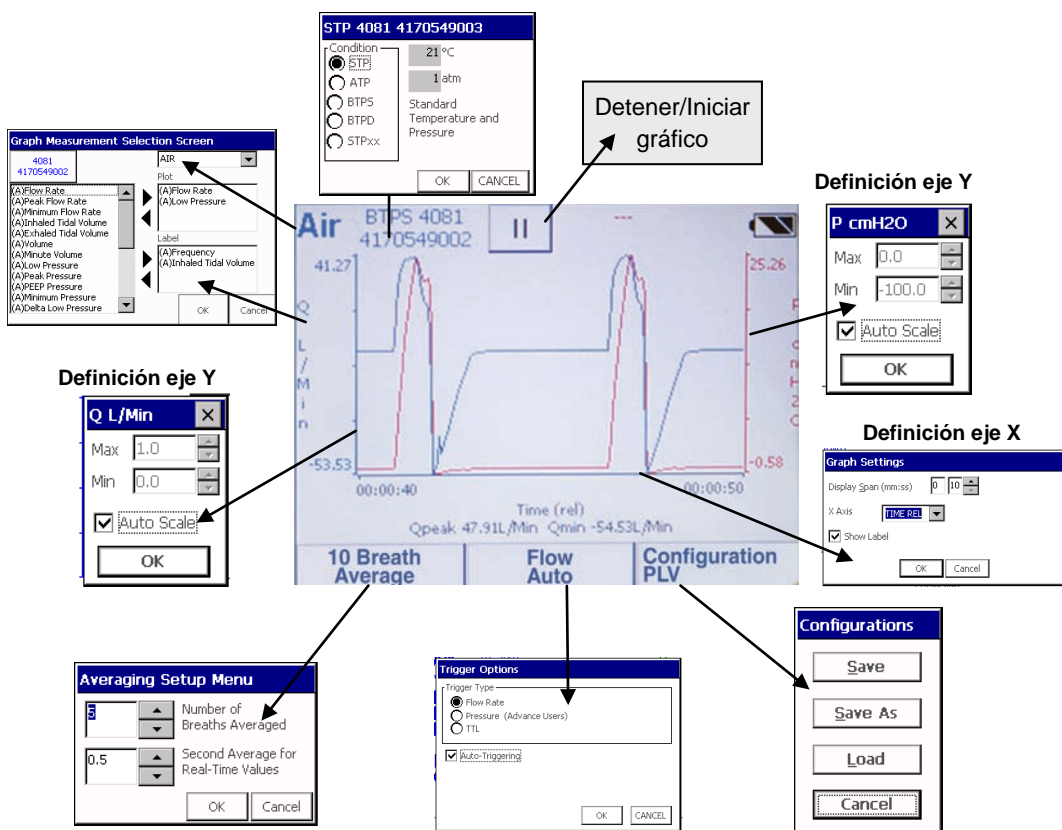 STP 4081 4170549003
Condition
STP
ATP
BTPS
BTPD
STPxx
21 °C
1 atm
Standard
Temperature and
Pressure
OK
CANCEL
Detener/Iniciar
gráfico
Graph Measurement Selection Screen
4081
4170549002
AIR
Plot
(A)Flow Rate
(A)Peak Flow Rate
(A)Minimum Flow Rate
(A)Inhaled Tidal Volume
(A)Exhaled Tidal Volume
(A)Volume
(A)Minute Volume
(A)Low Pressure
(A)Peak Pressure
(A)PEEP Pressure
(A)Minimum Pressure
(A)Delta Low Pressure
(A)Flow Rate
(A)Low Pressure
Label
(A)Frequency
(A)Inhaled Tidal Volume
OK
Cancel
Definición eje Y
P cmH2O
Max 0.0
Min -100.0
Auto Scale
OK
Air
BTPS 4081
4170549002
II
---
41.27
Q L/Min
-53.53
25.26
P cmH2O
-0.58
00:00:40
00:00:50
Time (rel)
Qpeak 47.91L/Min Qmin -54.53L/Min
10 Breath
Average
Flow
Auto
Configuration
PLV
Definición eje Y
Q L/Min
Max 1.0
Min 0.0
Auto Scale
OK
Definición eje X
Graph Settings
Display Span (mm:ss) 0 10
X Axis TIME REL
Show Label
OK
Cancel
Averaging Setup Menu
5
Number of
Breaths Averaged
0.5
Second Average for
Real-Time Values
OK
Cancel
Trigger Options
Trigger Type
Flow Rate
Pressure (Advance Users)
TTL
Auto-Triggering
OK
CANCEL
Configurations
Save
Save As
Load
Cancel